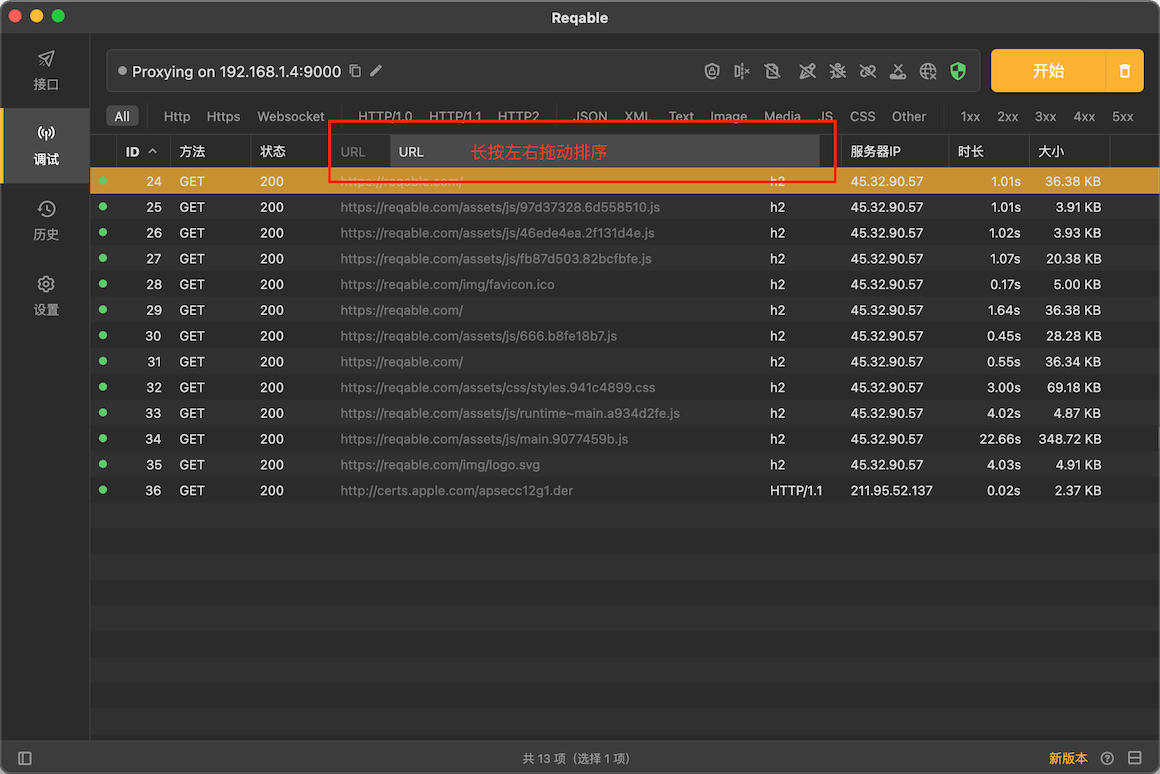 Reqable
接口
调试
历史
设置
Proxying on 192.168.1.4:9000
开始
All Http Https Websocket HTTP/1.0 HTTP/1.1 HTTP2 JSON XML Text Image Media JS CSS Other 1xx 2xx 3xx 4xx 5xx
ID 方法 状态 URL URL 长按左右拖动排序 服务器IP 时长 大小
24 GET 200 https://reqable.com/ h2 45.32.90.57 1.01s 36.38 KB
25 GET 200 https://reqable.com/assets/js/97d37328.6d558510.js h2 45.32.90.57 1.01s 3.91 KB
26 GET 200 https://reqable.com/assets/js/46ede4ea.2f131d4e.js h2 45.32.90.57 1.02s 3.93 KB
27 GET 200 https://reqable.com/assets/js/fb87d503.82bcfbfe.js h2 45.32.90.57 1.07s 20.38 KB
28 GET 200 https://reqable.com/img/favicon.ico h2 45.32.90.57 0.17s 5.00 KB
29 GET 200 https://reqable.com/ h2 45.32.90.57 1.64s 36.38 KB
30 GET 200 https://reqable.com/assets/js/666.b8fe18b7.js h2 45.32.90.57 0.45s 28.28 KB
31 GET 200 https://reqable.com/ h2 45.32.90.57 0.55s 36.34 KB
32 GET 200 https://reqable.com/assets/css/styles.941c4899.css h2 45.32.90.57 3.00s 69.18 KB
33 GET 200 https://reqable.com/assets/js/runtime~main.a934d2fe.js h2 45.32.90.57 4.02s 4.87 KB
34 GET 200 https://reqable.com/assets/js/main.9077459b.js h2 45.32.90.57 22.66s 348.72 KB
35 GET 200 https://reqable.com/img/logo.svg h2 45.32.90.57 4.03s 4.91 KB
36 GET 200 http://certs.apple.com/apsecc12g1.der HTTP/1.1 211.95.52.137 0.02s 2.37 KB
共 13 项（选择 1 项）
新版本